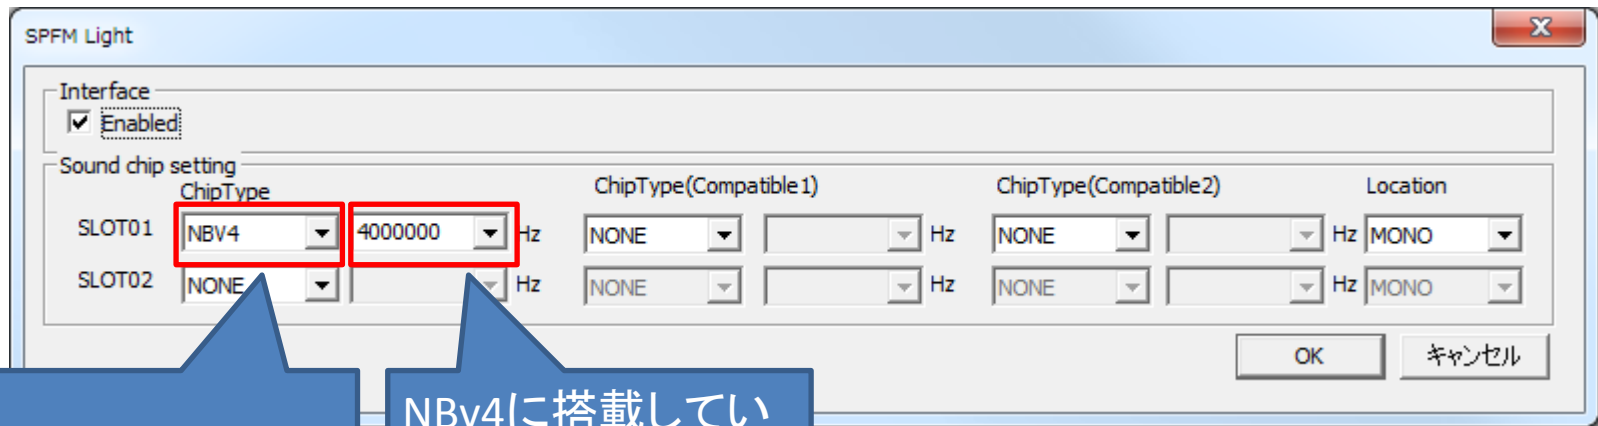 SPFM Light
Interface
Enabled
Sound chip setting
ChipType ChipType(Compatible1) ChipType(Compatible2) Location
SLOT01 NBV4 4000000 Hz NONE Hz NONE Hz MONO
SLOT02 NONE Hz NONE Hz NONE Hz MONO
OK キャンセル
NBv4に搭載してい